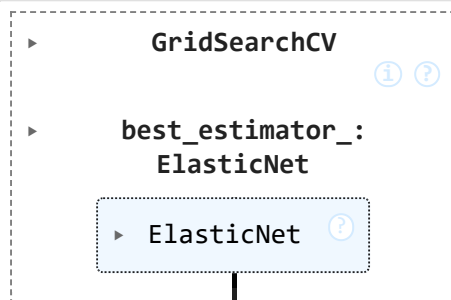 GridSearchCV
i ?
best_estimator_:
ElasticNet
ElasticNet ?